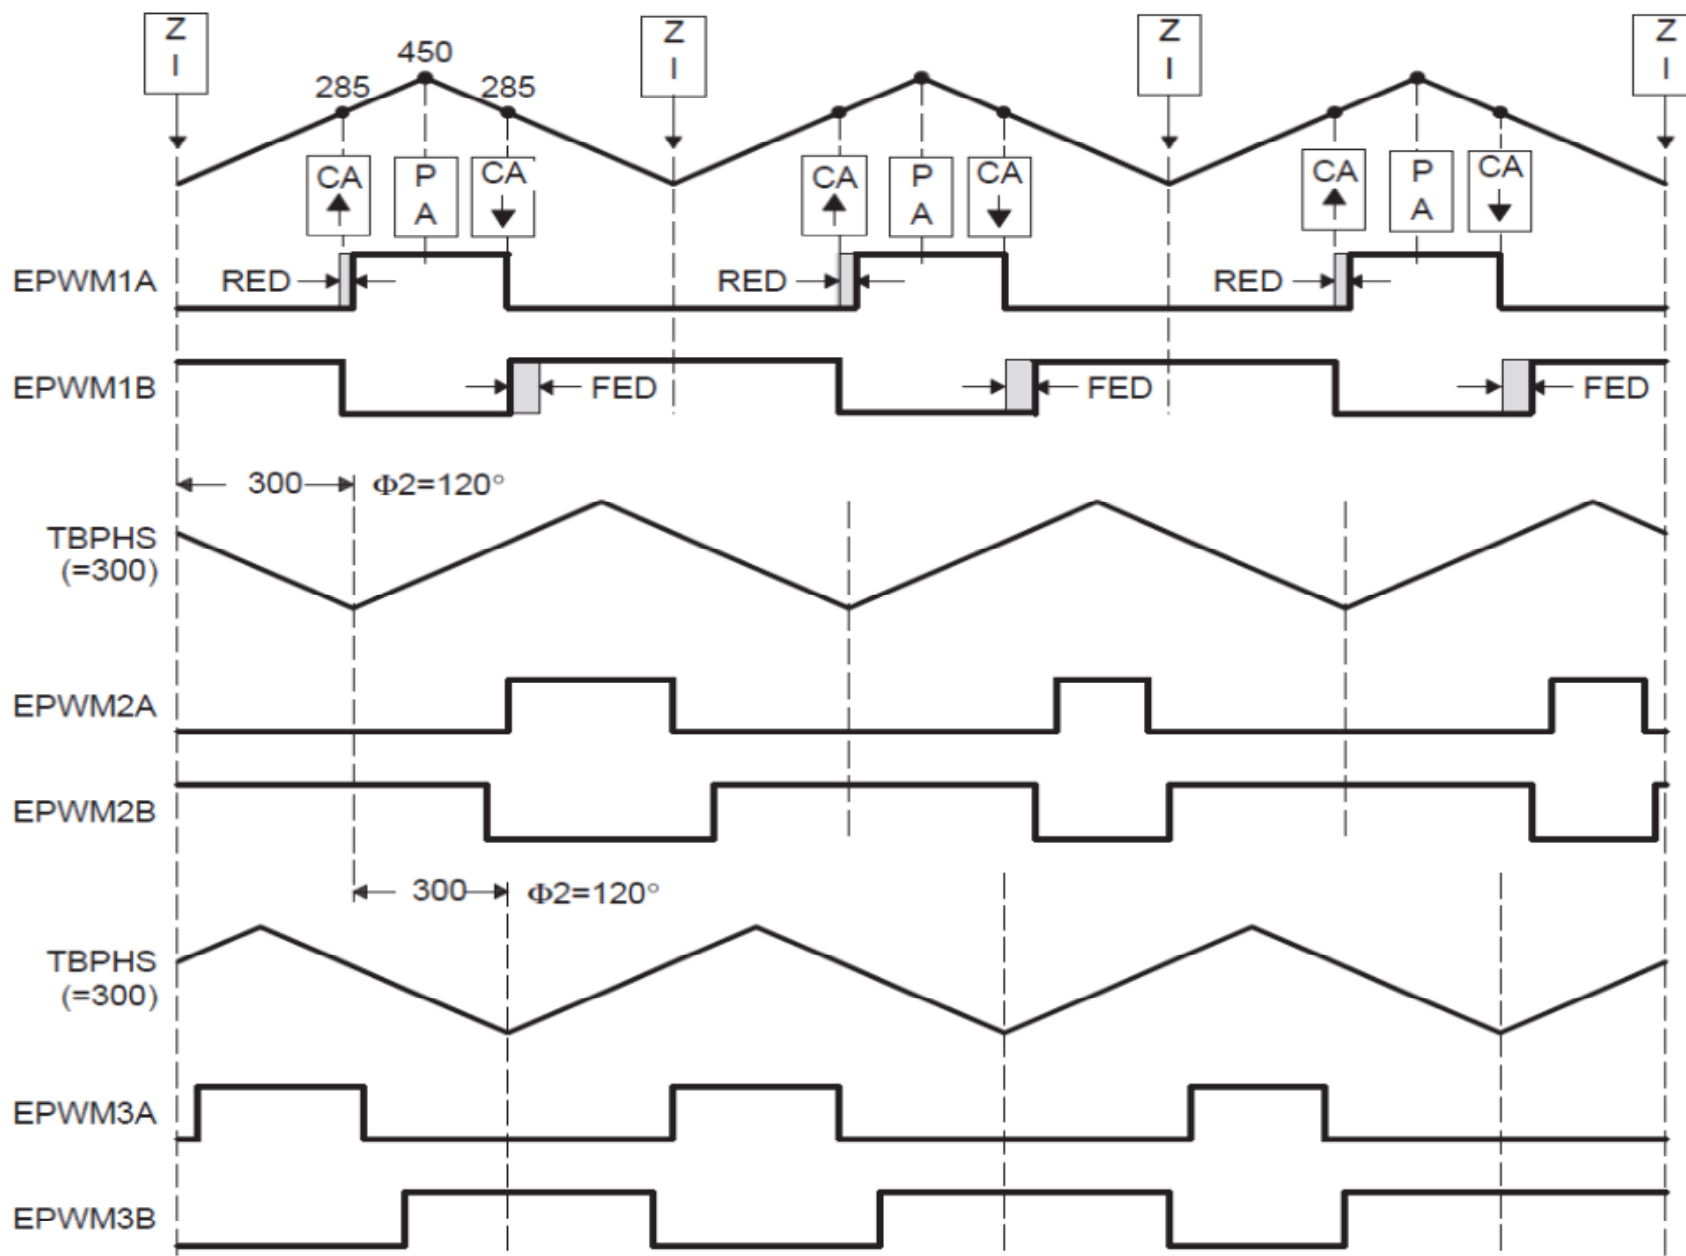 Z Z Z Z
I I I I
450
285 285
CA P CA CA P CA CA P CA
A A A
EPWM1A RED RED RED
EPWM1B FED FED FED
300 Φ2=120°
TBPHS
(=300)
EPWM2A
EPWM2B
300 Φ2=120°
TBPHS
(=300)
EPWM3A
EPWM3B